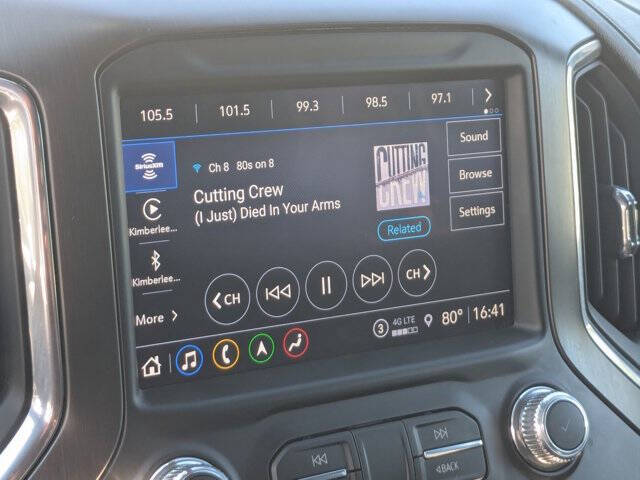 105.5 101.5 99.3 98.5 97.1
SiriusXM
Ch 8 80s on 8
Cutting Crew
(I Just) Died In Your Arms
CUTTING
CREW
Related
Sound
Browse
Settings
Kimberlee...
Kimberlee...
More
CH
CH
3 4G LTE 80° 16:41
BACK